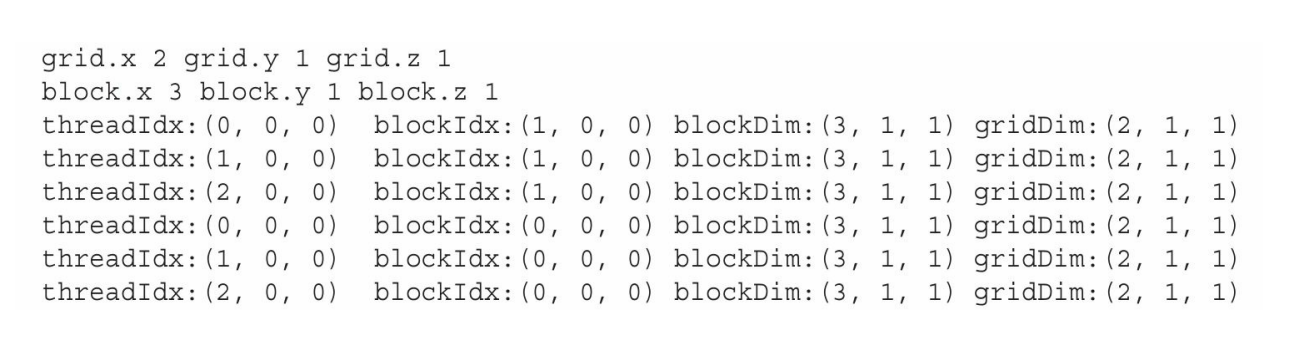 grid.x 2 grid.y 1 grid.z 1
block.x 3 block.y 1 block.z 1
threadIdx:(0, 0, 0) blockIdx:(1, 0, 0) blockDim:(3, 1, 1) gridDim:(2, 1, 1)
threadIdx:(1, 0, 0) blockIdx:(1, 0, 0) blockDim:(3, 1, 1) gridDim:(2, 1, 1)
threadIdx:(2, 0, 0) blockIdx:(1, 0, 0) blockDim:(3, 1, 1) gridDim:(2, 1, 1)
threadIdx:(0, 0, 0) blockIdx:(0, 0, 0) blockDim:(3, 1, 1) gridDim:(2, 1, 1)
threadIdx:(1, 0, 0) blockIdx:(0, 0, 0) blockDim:(3, 1, 1) gridDim:(2, 1, 1)
threadIdx:(2, 0, 0) blockIdx:(0, 0, 0) blockDim:(3, 1, 1) gridDim:(2, 1, 1)